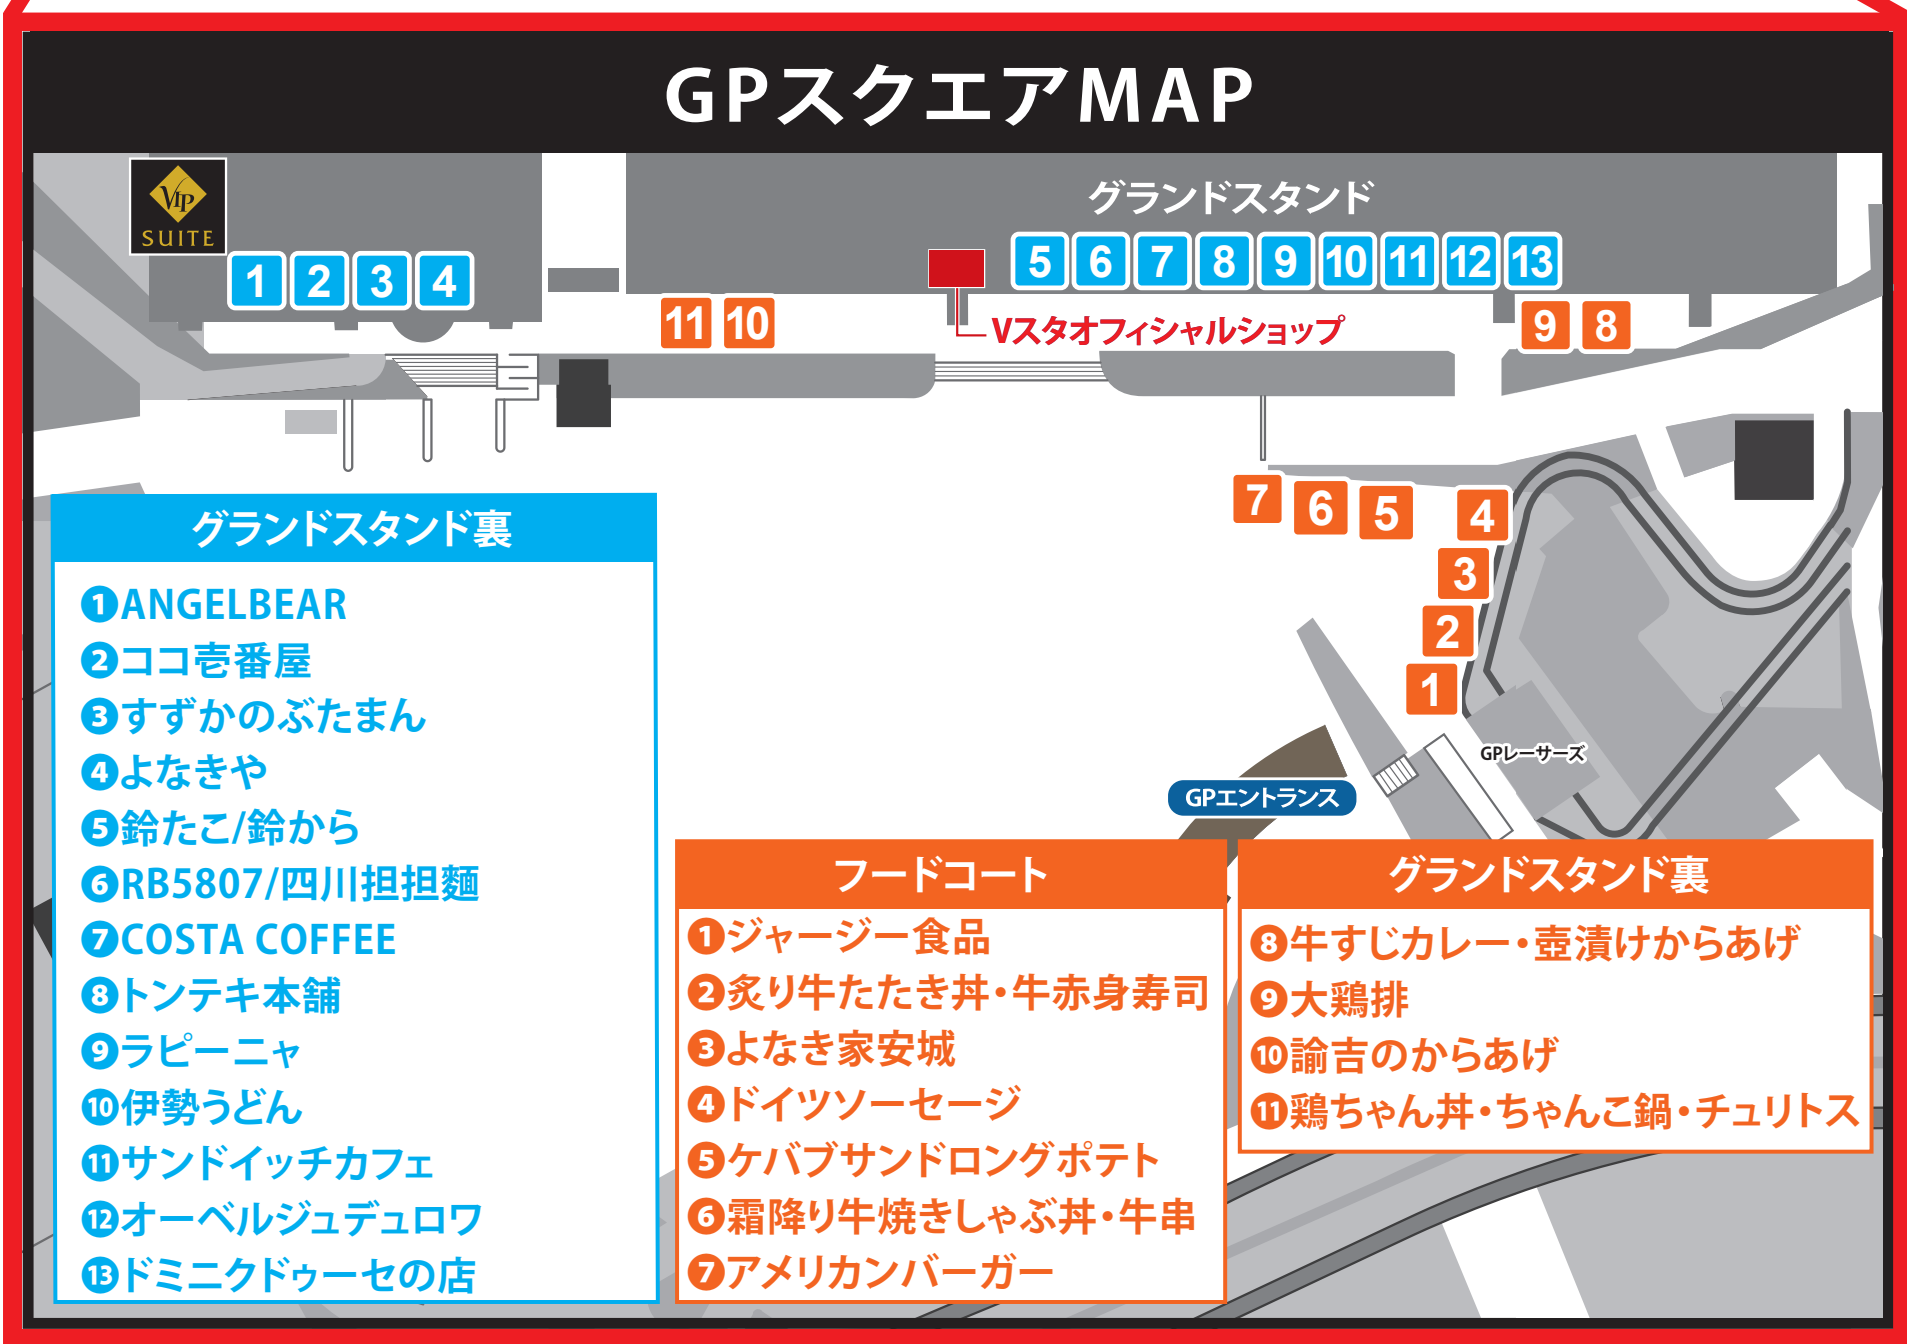 GPスクエアMAP
VIP
SUITE
グランドスタンド
1 2 3 4
5 6 7 8 9 10 11 12 13
11 10
Vスタオフィシャルショップ
9 8
7 6 5 4
3
2
1
GPレーサーズ
GPエントランス
グランドスタンド裏
❶ANGELBEAR
❷ココ壱番屋
❸すずかのぶたまん
❹よなきや
❺鈴たこ/鈴から
❻RB5807/四川担担麺
❼COSTA COFFEE
❽トンテキ本舗
❾ラピーニャ
❿伊勢うどん
⓫サンドイッチカフェ
⓬オーベルジュデュロワ
⓭ドミニクドゥーセの店
フードコート
❶ジャージー食品
❷炙り牛たたき丼・牛赤身寿司
❸よなき家安城
❹ドイツソーセージ
❺ケバブサンドロングポテト
❻霜降り牛焼きしゃぶ丼・牛串
❼アメリカンバーガー
グランドスタンド裏
❽牛すじカレー・壺漬けからあげ
❾大鶏排
❿諭吉のからあげ
⓫鶏ちゃん丼・ちゃんこ鍋・チュリトス